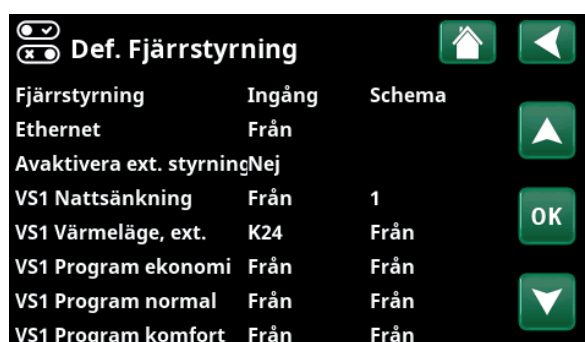 Def. Fjärrstyrning
Fjärrstyrning Ingång Schema
Ethernet Från
Avaktivera ext. styrning Nej
VS1 Nattsänkning Från 1
VS1 Värmeläge, ext. K24 Från
OK
VS1 Program ekonomi Från Från
VS1 Program normal Från Från
VS1 Program komfort Från Från